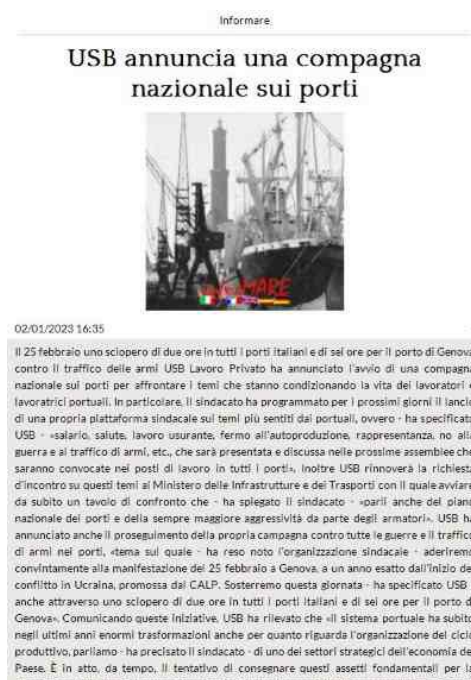 Informare
USB annuncia una compagna
nazionale sui porti
MARE
02/01/2023 16:35
Il 25 febbraio uno sciopero di due ore in tutti i porti italiani e di sei ore per il porto di Genova
contro il traffico delle armi USB Lavoro Privato ha annunciato l'avvio di una compagna
nazionale sui porti per affrontare i temi che stanno condizionando la vita dei lavoratori e
lavoratrici portuali. In particolare, il sindacato ha programmato per i prossimi giorni il lancio
di una propria plattaforma sindacale sui temi più sentiti dai portuali, ovvero - ha specificato
USB - «salario, salute, lavoro usurante, fermo all'autoproduzione, rappresentanza, no alla
guerra e al traffico di armi, etc., che sarà presentata e discussa nelle prossime assemblee che
saranno convocate nei posti di lavoro in tutti i porti». Inoltre USB rinnoverà la richiesta
d'incontro su questi temi al Ministero delle Infrastrutture e dei Trasporti con il quale avviare
da subito un tavolo di confronto che - ha spiegato il sindacato - «parli anche del piano
nazionale dei porti e della sempre maggiore aggressività da parte degli armatori». USB ha
annunciato anche il proseguimento della propria campagna contro tutte le guerre e il traffico
di armi nei porti, «tema sul quale - ha reso noto l'organizzazione sindacale - aderiremo
convintamente alla manifestazione del 25 febbraio a Genova, a un anno esatto dall'inizio del
conflitto in Ucraina, promossa dal CALP. Sosterremo questa giornata - ha specificato USB
anche attraverso uno sciopero di due ore in tutti i porti italiani e di sei ore per il porto di
Genova». Comunicando queste iniziative, USB ha rilevato che «il sistema portuale ha subito
negli ultimi anni enormi trasformazioni anche per quanto riguarda l'organizzazione del ciclo
produttivo, parliamo - ha precisato il sindacato - di uno dei settori strategici dell'economia del
Paese. È in atto, da tempo, il tentativo di consegnare questi assetti fondamentali per la